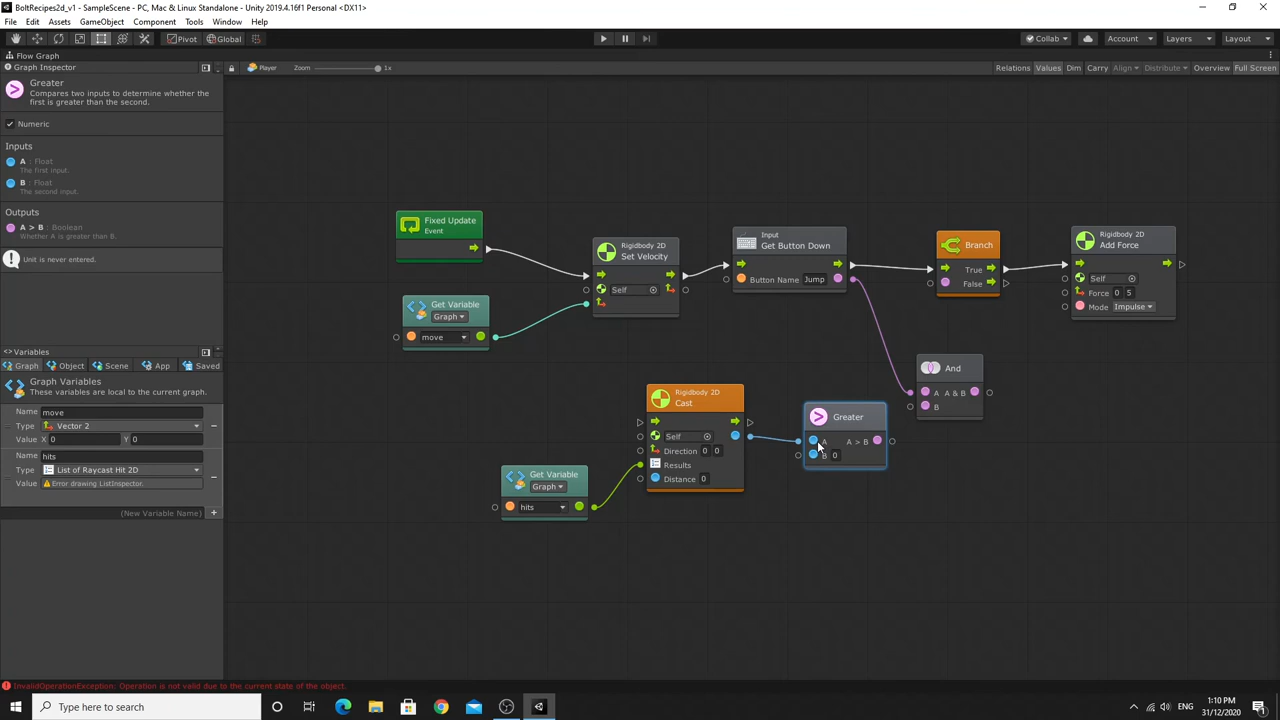 BoltRecipes2d_v1 - SampleScene - PC, Mac & Linux Standalone - Unity 2019.4.16f1 Personal <DX11>
File Edit Assets GameObject Component Tools Window Help
Pivot Global Collab Account Layers Layout
Flow Graph
Graph Inspector Player Zoom 1x Relations Values Dim Carry Align Distribute Overview Full Screen
Greater
Compares two inputs to determine whether the
first is greater than the second.
Numeric
Inputs
A : Float
The first input.
B : Float
The second input.
Outputs
A > B : Boolean
Whether A is greater than B.
Unit is never entered.
Variables
Graph Object Scene App Saved
Graph Variables
These variables are local to the current graph.
Name move
Type Vector 2
Value X 0 Y 0
Name hits
Type List of Raycast Hit 2D
Value Error drawing ListInspector.
(New Variable Name)
Fixed Update
Event
Get Variable
Graph
move
Rigidbody 2D
Set Velocity
Self
Input
Get Button Down
Button Name Jump
Branch
True
False
Rigidbody 2D
Add Force
Self
Force 0 5
Mode Impulse
And
A A & B
B
Rigidbody 2D
Cast
Self
Direction 0 0
Results
Distance 0
Greater
A A > B
B 0
Get Variable
Graph
hits
InvalidOperationException: Operation is not valid due to the current state of the object.
Type here to search
ENG
1:10 PM
31/12/2020
1